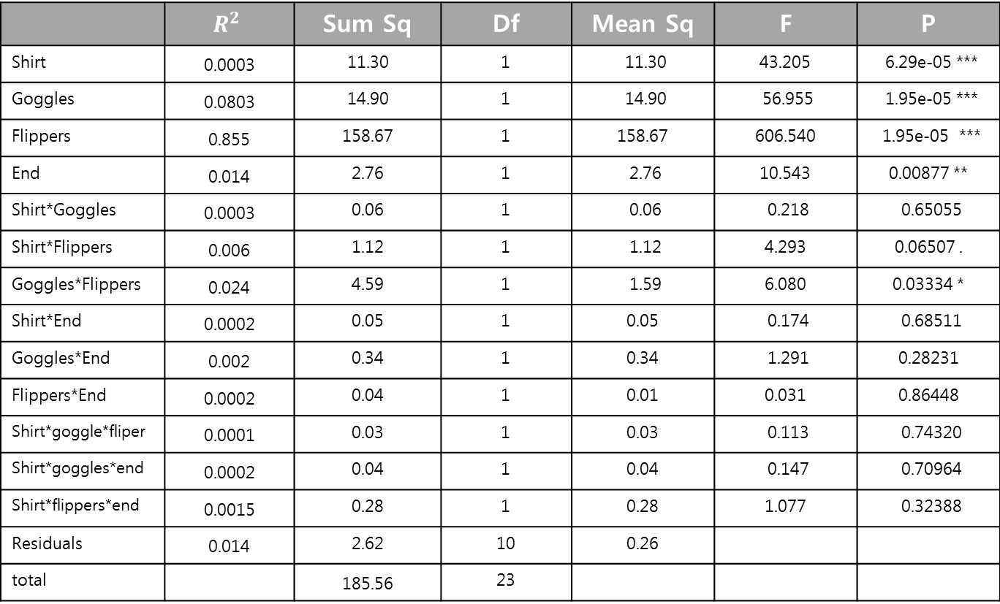 R² Sum Sq Df Mean Sq F P
Shirt 0.0003 11.30 1 11.30 43.205 6.29e-05 ***
Goggles 0.0803 14.90 1 14.90 56.955 1.95e-05 ***
Flippers 0.855 158.67 1 158.67 606.540 1.95e-05 ***
End 0.014 2.76 1 2.76 10.543 0.00877 **
Shirt*Goggles 0.0003 0.06 1 0.06 0.218 0.65055
Shirt*Flippers 0.006 1.12 1 1.12 4.293 0.06507 .
Goggles*Flippers 0.024 4.59 1 1.59 6.080 0.03334 *
Shirt*End 0.0002 0.05 1 0.05 0.174 0.68511
Goggles*End 0.002 0.34 1 0.34 1.291 0.28231
Flippers*End 0.0002 0.04 1 0.01 0.031 0.86448
Shirt*goggle*fliper 0.0001 0.03 1 0.03 0.113 0.74320
Shirt*goggles*end 0.0002 0.04 1 0.04 0.147 0.70964
Shirt*flippers*end 0.0015 0.28 1 0.28 1.077 0.32388
Residuals 0.014 2.62 10 0.26
total 185.56 23